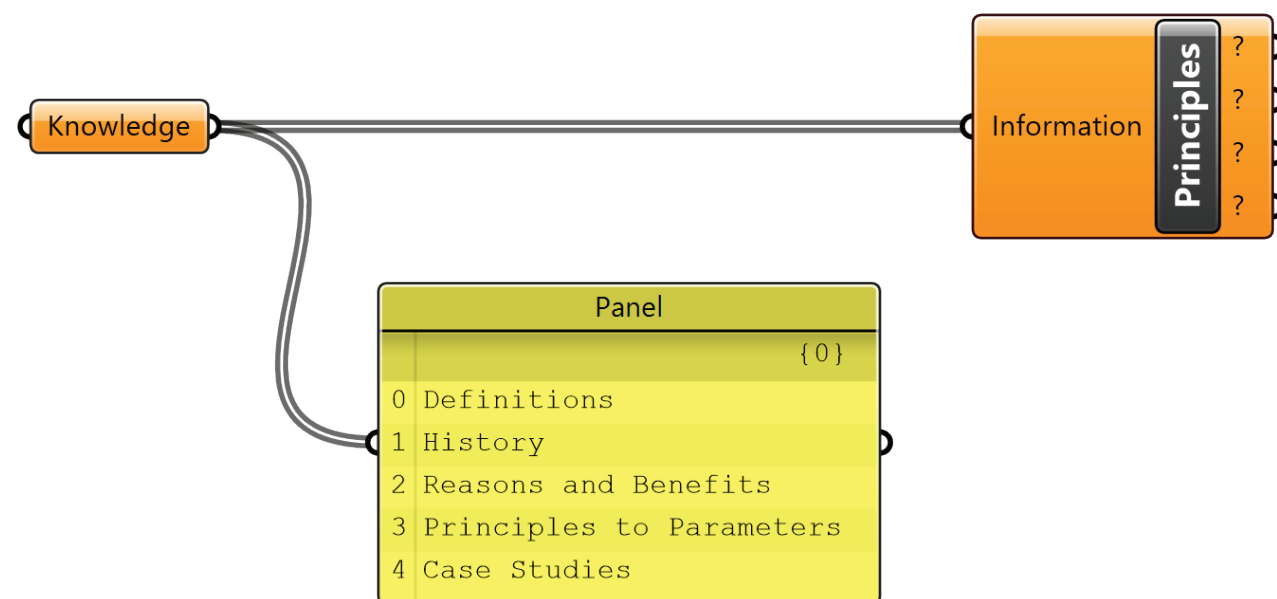 Knowledge
Information
Principles
?
?
?
?
Panel
{0}
0 Definitions
1 History
2 Reasons and Benefits
3 Principles to Parameters
4 Case Studies